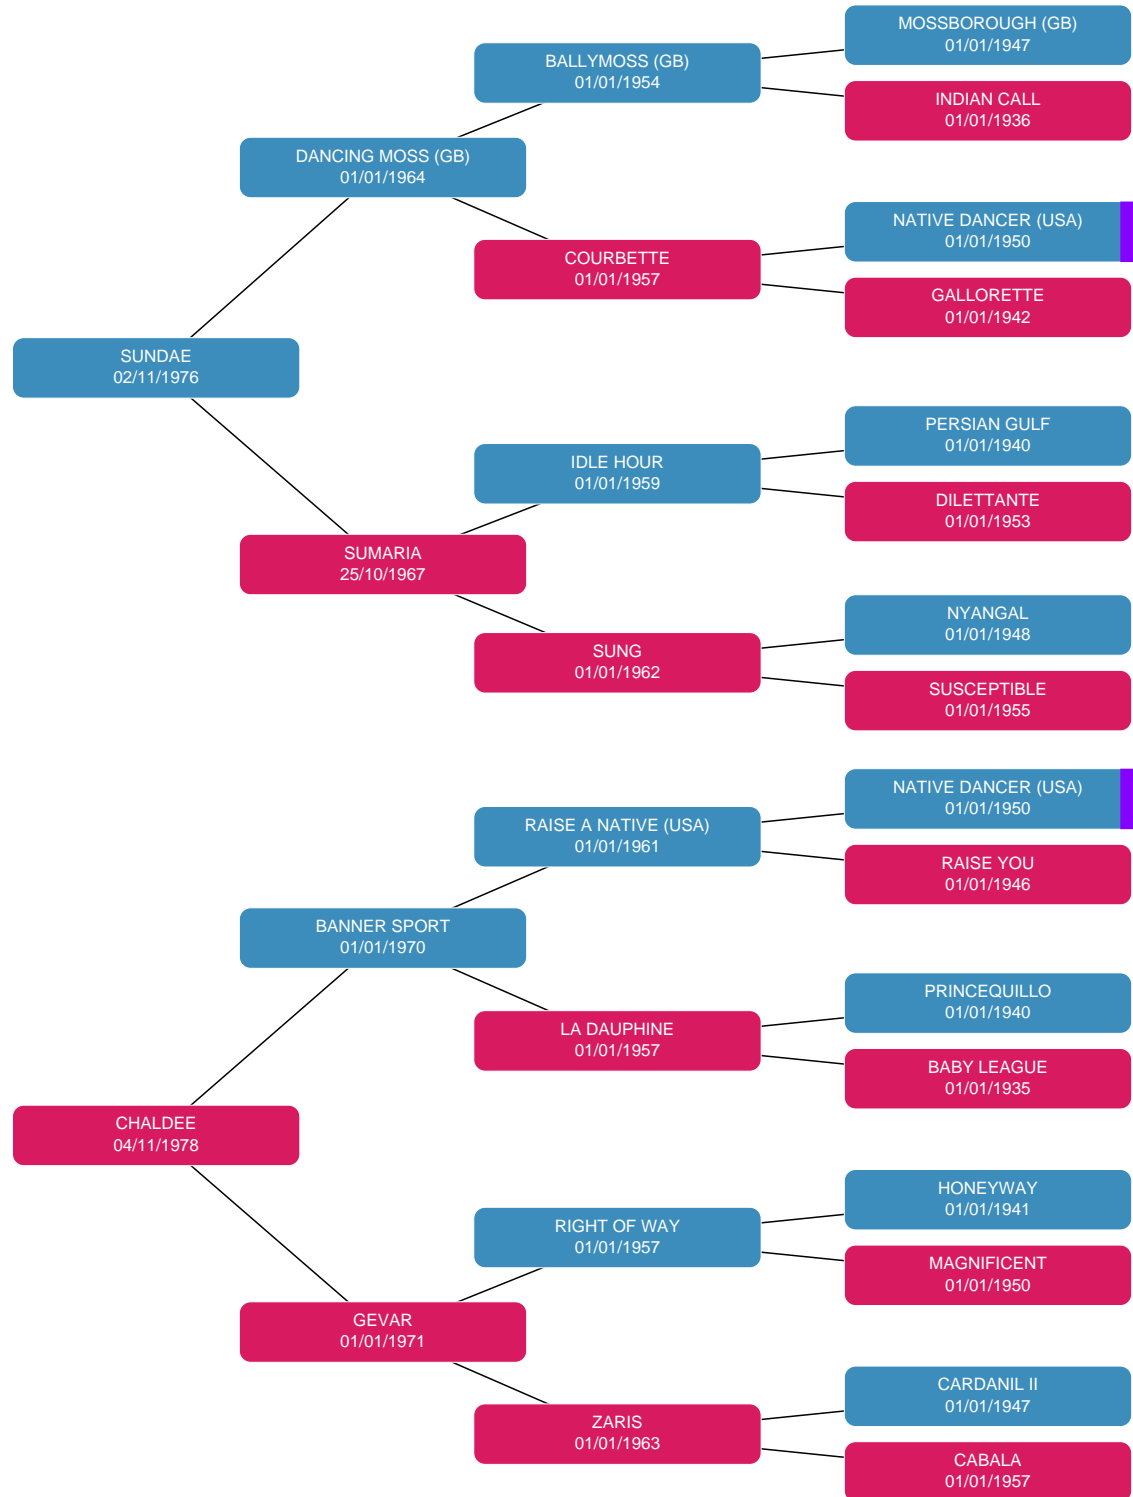 MOSSBOROUGH (GB)
01/01/1947
BALLYMOSS (GB)
01/01/1954
INDIAN CALL
01/01/1936
DANCING MOSS (GB)
01/01/1964
NATIVE DANCER (USA)
01/01/1950
COURBETTE
01/01/1957
GALLORETTE
01/01/1942
SUNDAE
02/11/1976
PERSIAN GULF
01/01/1940
IDLE HOUR
01/01/1959
DILETTANTE
01/01/1953
SUMARIA
25/10/1967
NYANGAL
01/01/1948
SUNG
01/01/1962
SUSCEPTIBLE
01/01/1955
NATIVE DANCER (USA)
01/01/1950
RAISE A NATIVE (USA)
01/01/1961
RAISE YOU
01/01/1946
BANNER SPORT
01/01/1970
PRINCEQUILLO
01/01/1940
LA DAUPHINE
01/01/1957
BABY LEAGUE
01/01/1935
CHALDEE
04/11/1978
HONEYWAY
01/01/1941
RIGHT OF WAY
01/01/1957
MAGNIFICENT
01/01/1950
GEVAR
01/01/1971
CARDANIL II
01/01/1947
ZARIS
01/01/1963
CABALA
01/01/1957